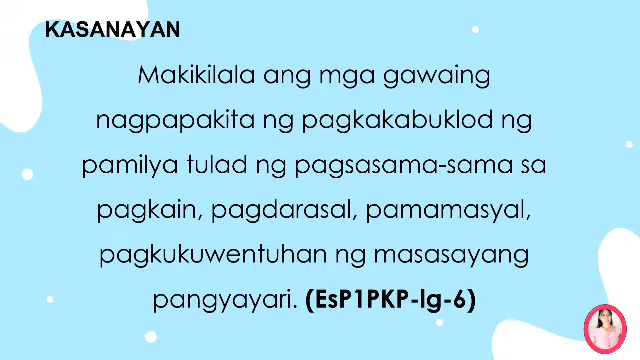 KASANAYAN
Makikilala ang mga gawaing
nagpapakita ng pagkakabuklod ng
pamilya tulad ng pagsasama-sama sa
pagkain, pagdarasal, pamamasyal,
pagkukuwentuhan ng masasayang
pangyayari. (EsP1PKP-Ig-6)